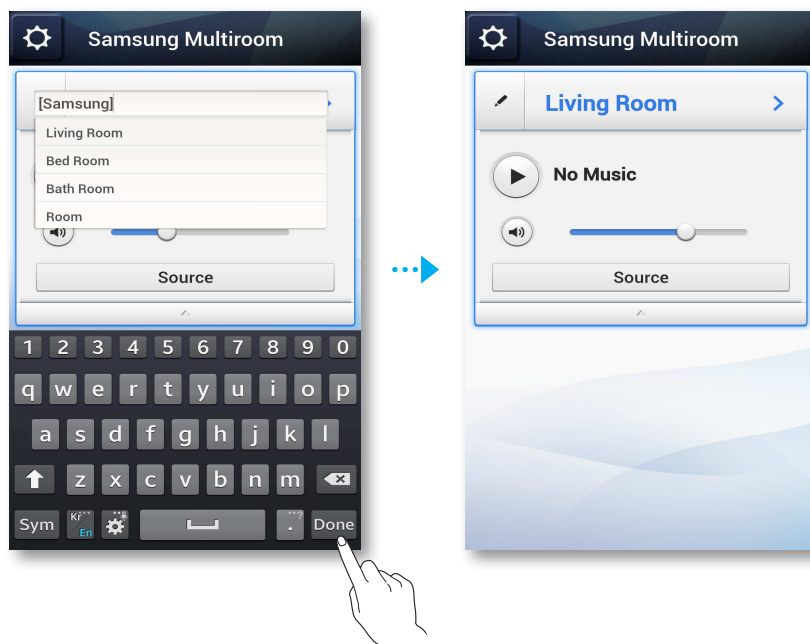 Samsung Multiroom
[Samsung]
Living Room
Bed Room
Bath Room
Room
Source
1 2 3 4 5 6 7 8 9 0
q w e r t y u i o p
a s d f g h j k l
z x c v b n m
Sym Kr En . ...? Done
Samsung Multiroom
Living Room
No Music
Source